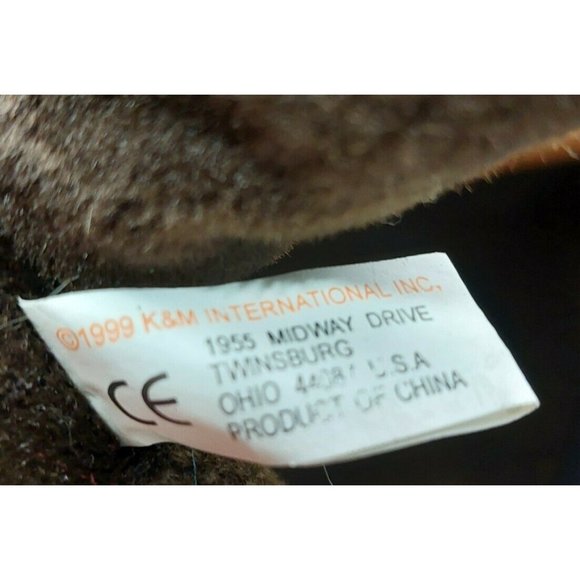 ©1999 K&M INTERNATIONAL INC.
1955 MIDWAY DRIVE
TWINSBURG
OHIO 44087 U.S.A
PRODUCT OF CHINA
CE